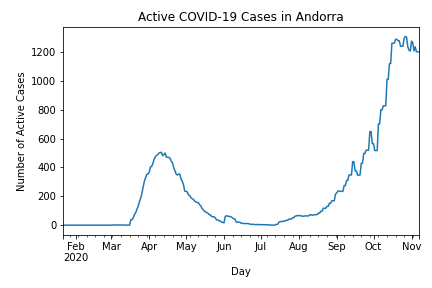 Active COVID-19 Cases in Andorra
Number of Active Cases
1200
1000
800
600
400
200
0
Feb Mar Apr May Jun Jul Aug Sep Oct Nov
2020
Day